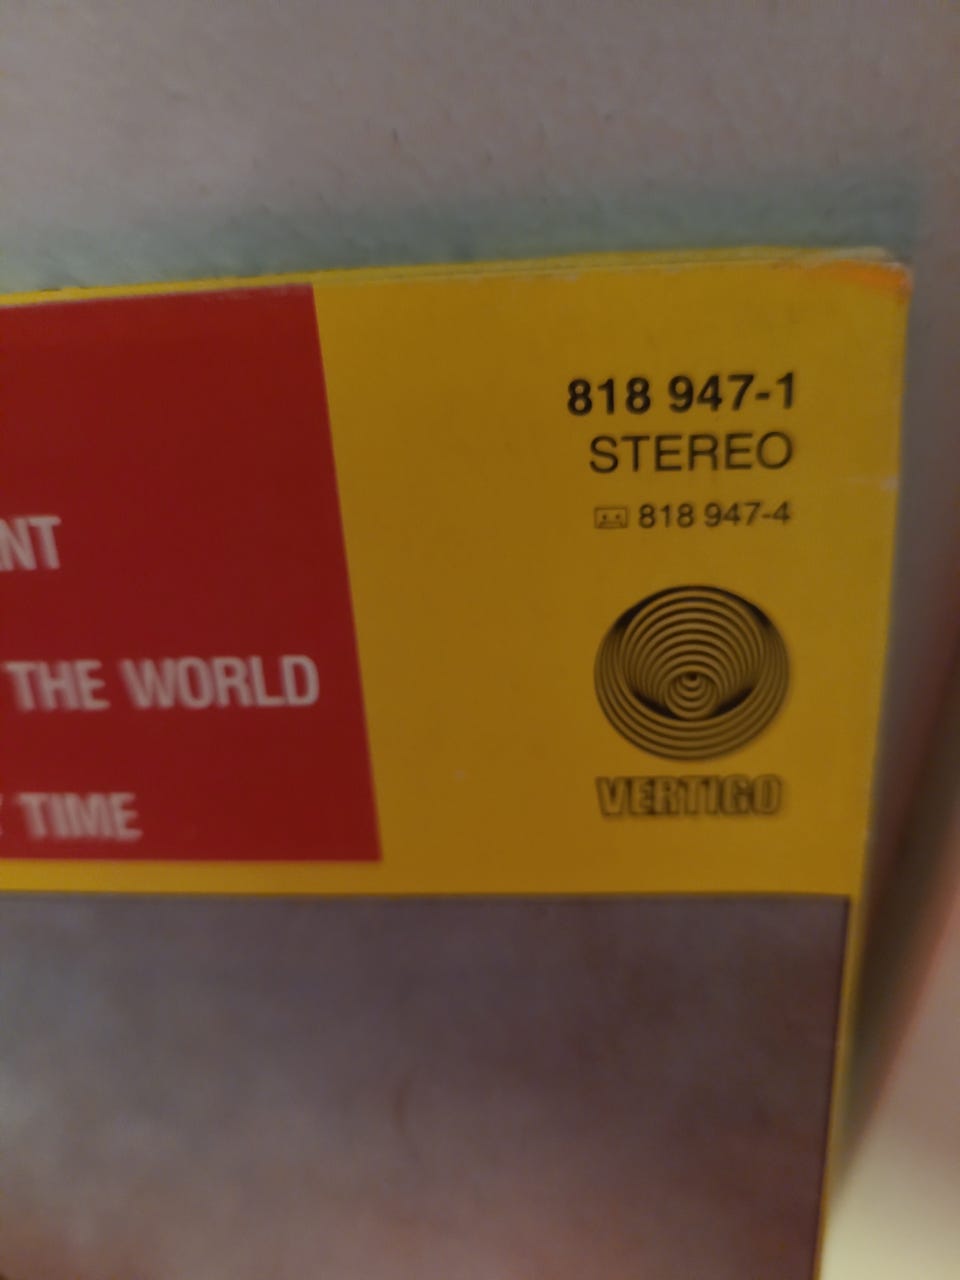 818 947-1
STEREO
818 947-4
NT
THE WORLD
TIME
VERTIGO